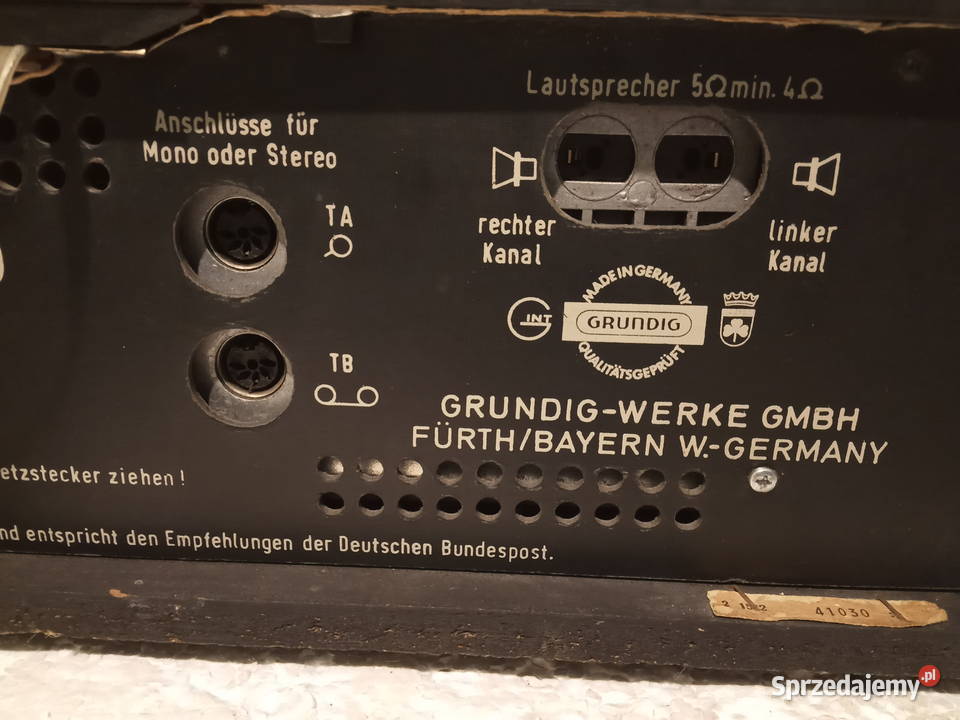 Lautsprecher 5Ω min. 4Ω
Anschlüsse für
Mono oder Stereo
TA
rechter
Kanal
linker
Kanal
MADE IN GERMANY
INT
GRUNDIG
QUALITÄTSGEPRÜFT
TB
GRUNDIG-WERKE GMBH
FÜRTH/BAYERN W.-GERMANY
etzstecker ziehen!
nd entspricht den Empfehlungen der Deutschen Bundespost.
41030
Sprzedajemy.pl